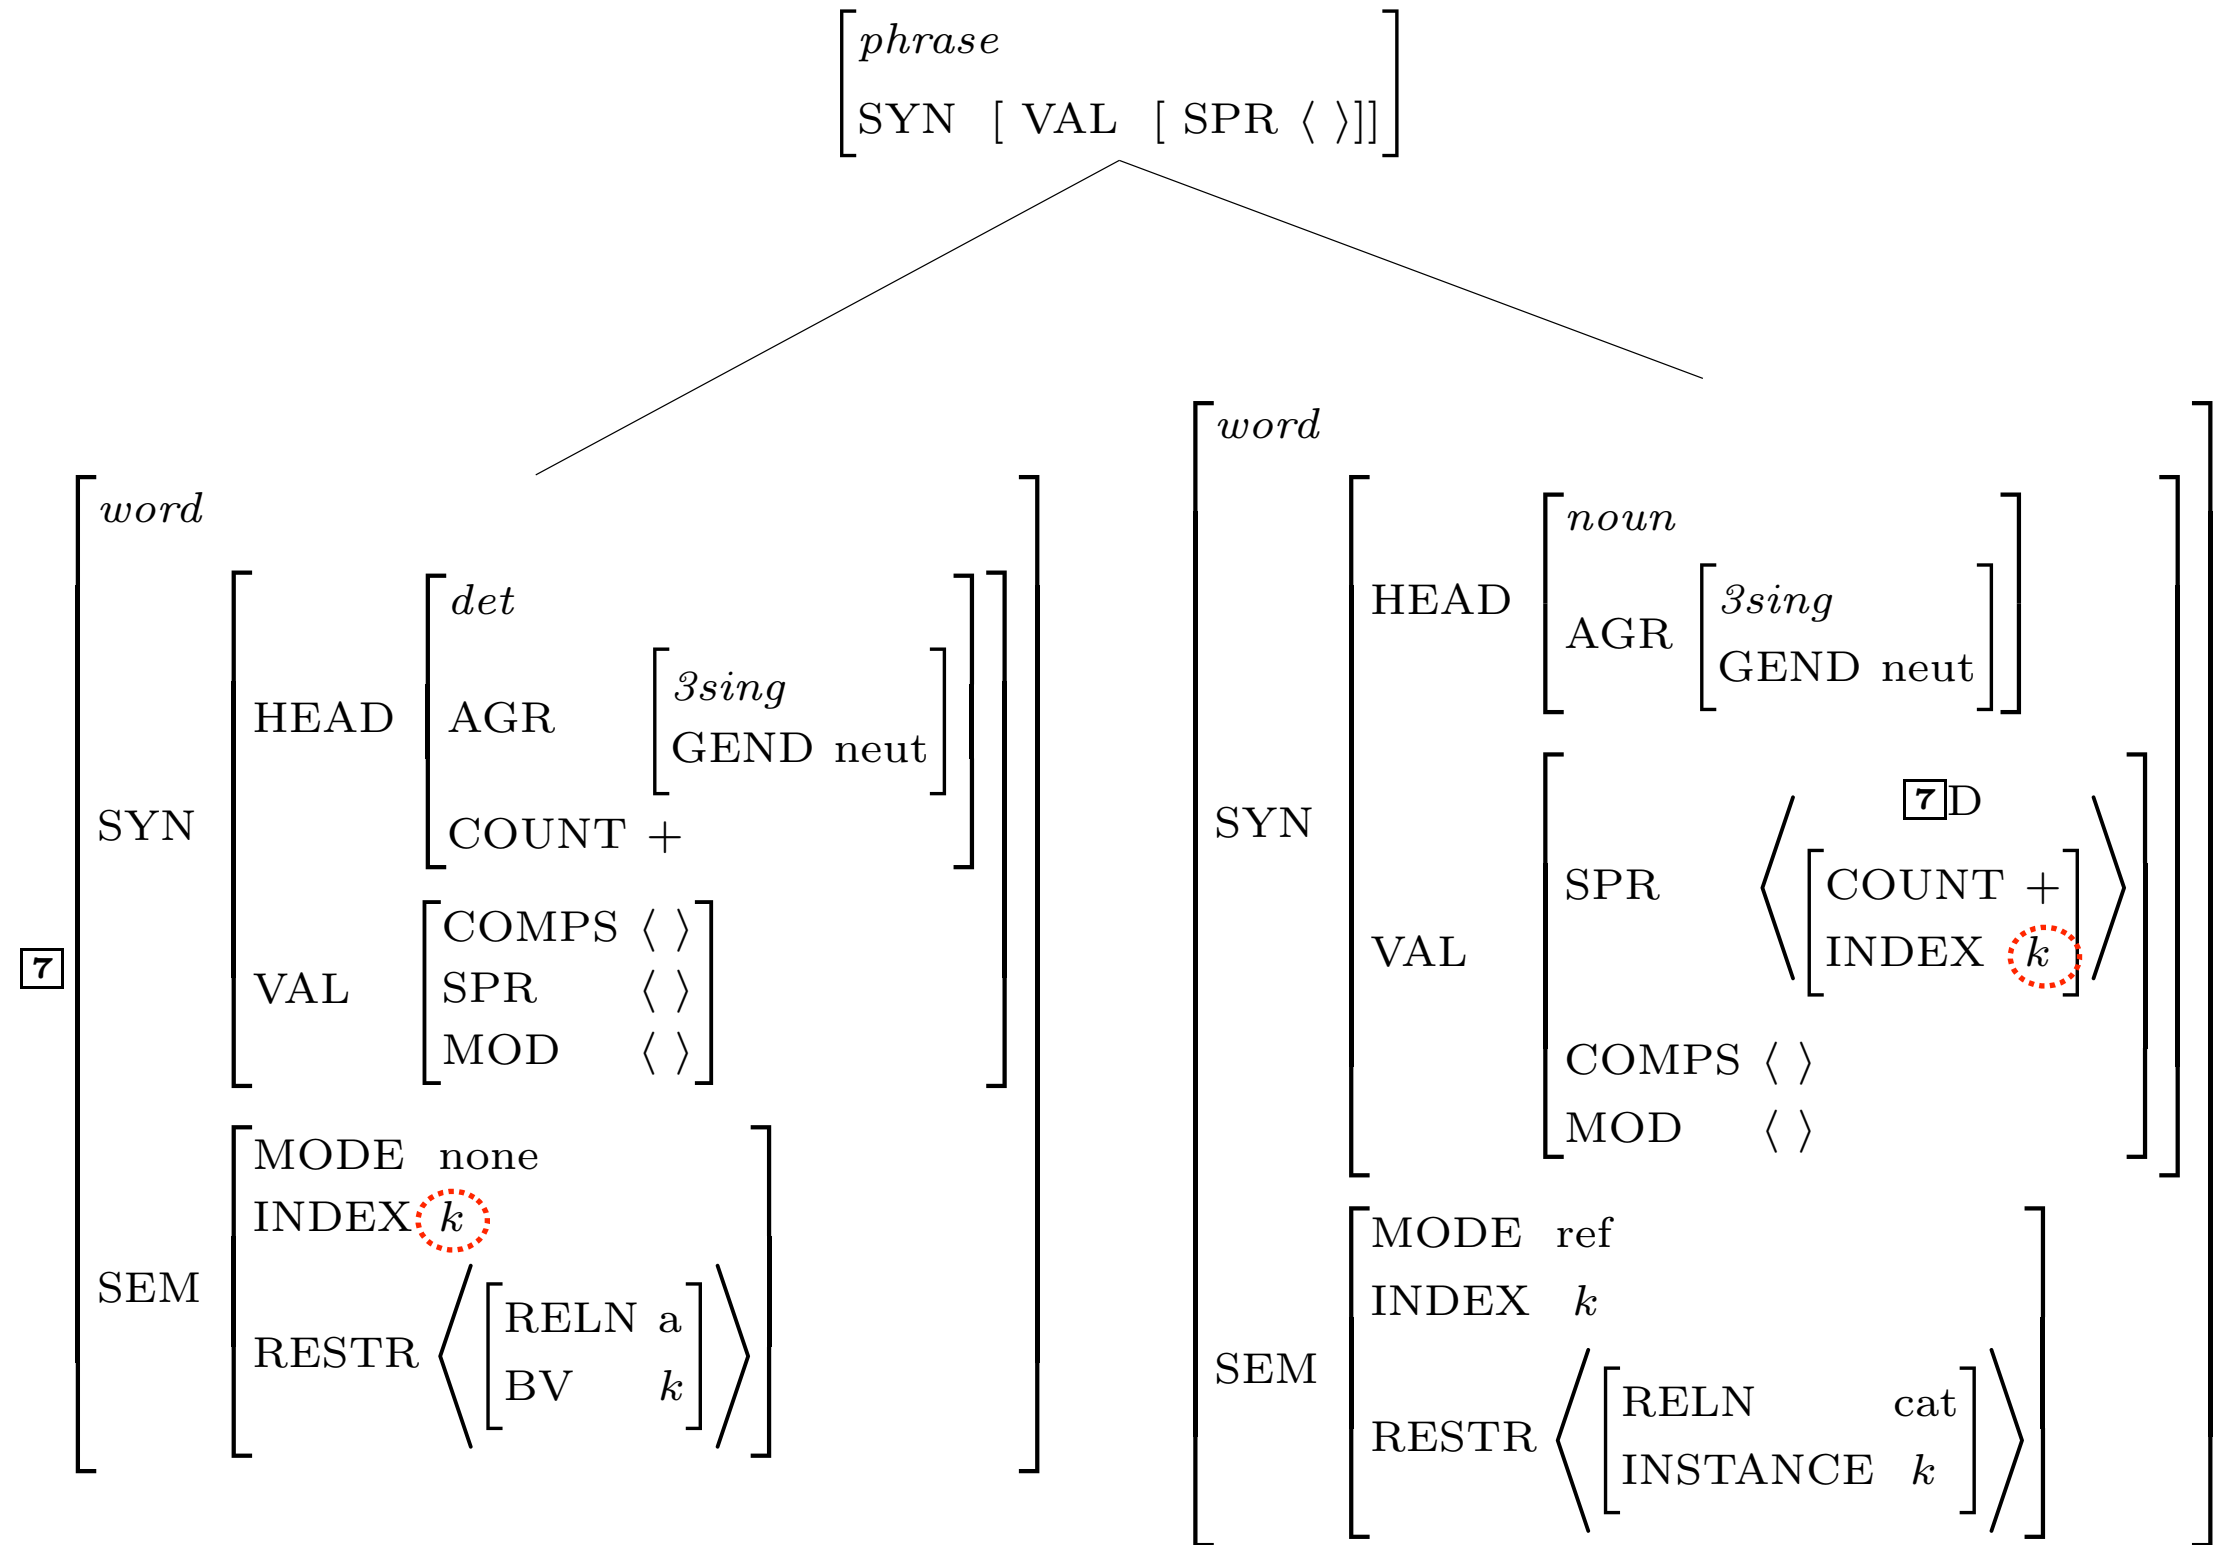 phrase
SYN [ VAL [ SPR ⟨ ⟩]]
word
det
HEAD AGR 3sing
GEND neut
COUNT +
SYN
COMPS ⟨ ⟩
VAL SPR ⟨ ⟩
MOD ⟨ ⟩
7
MODE none
INDEX k
SEM
RELN a
RESTR
BV k
word
noun
HEAD AGR 3sing
GEND neut
SYN
7 D
SPR COUNT +
VAL INDEX k
COMPS ⟨ ⟩
MOD ⟨ ⟩
MODE ref
INDEX k
SEM
RELN cat
RESTR
INSTANCE k